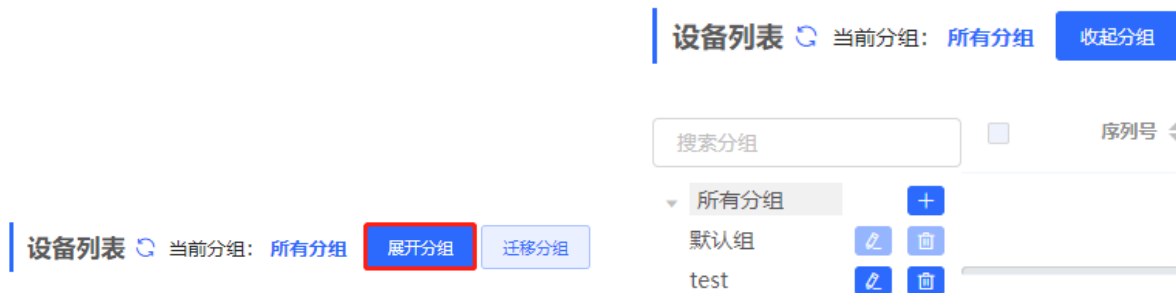 设备列表 当前分组： 所有分组 展开分组 迁移分组
设备列表 当前分组： 所有分组 收起分组
搜索分组
序列号
所有分组
默认组
test